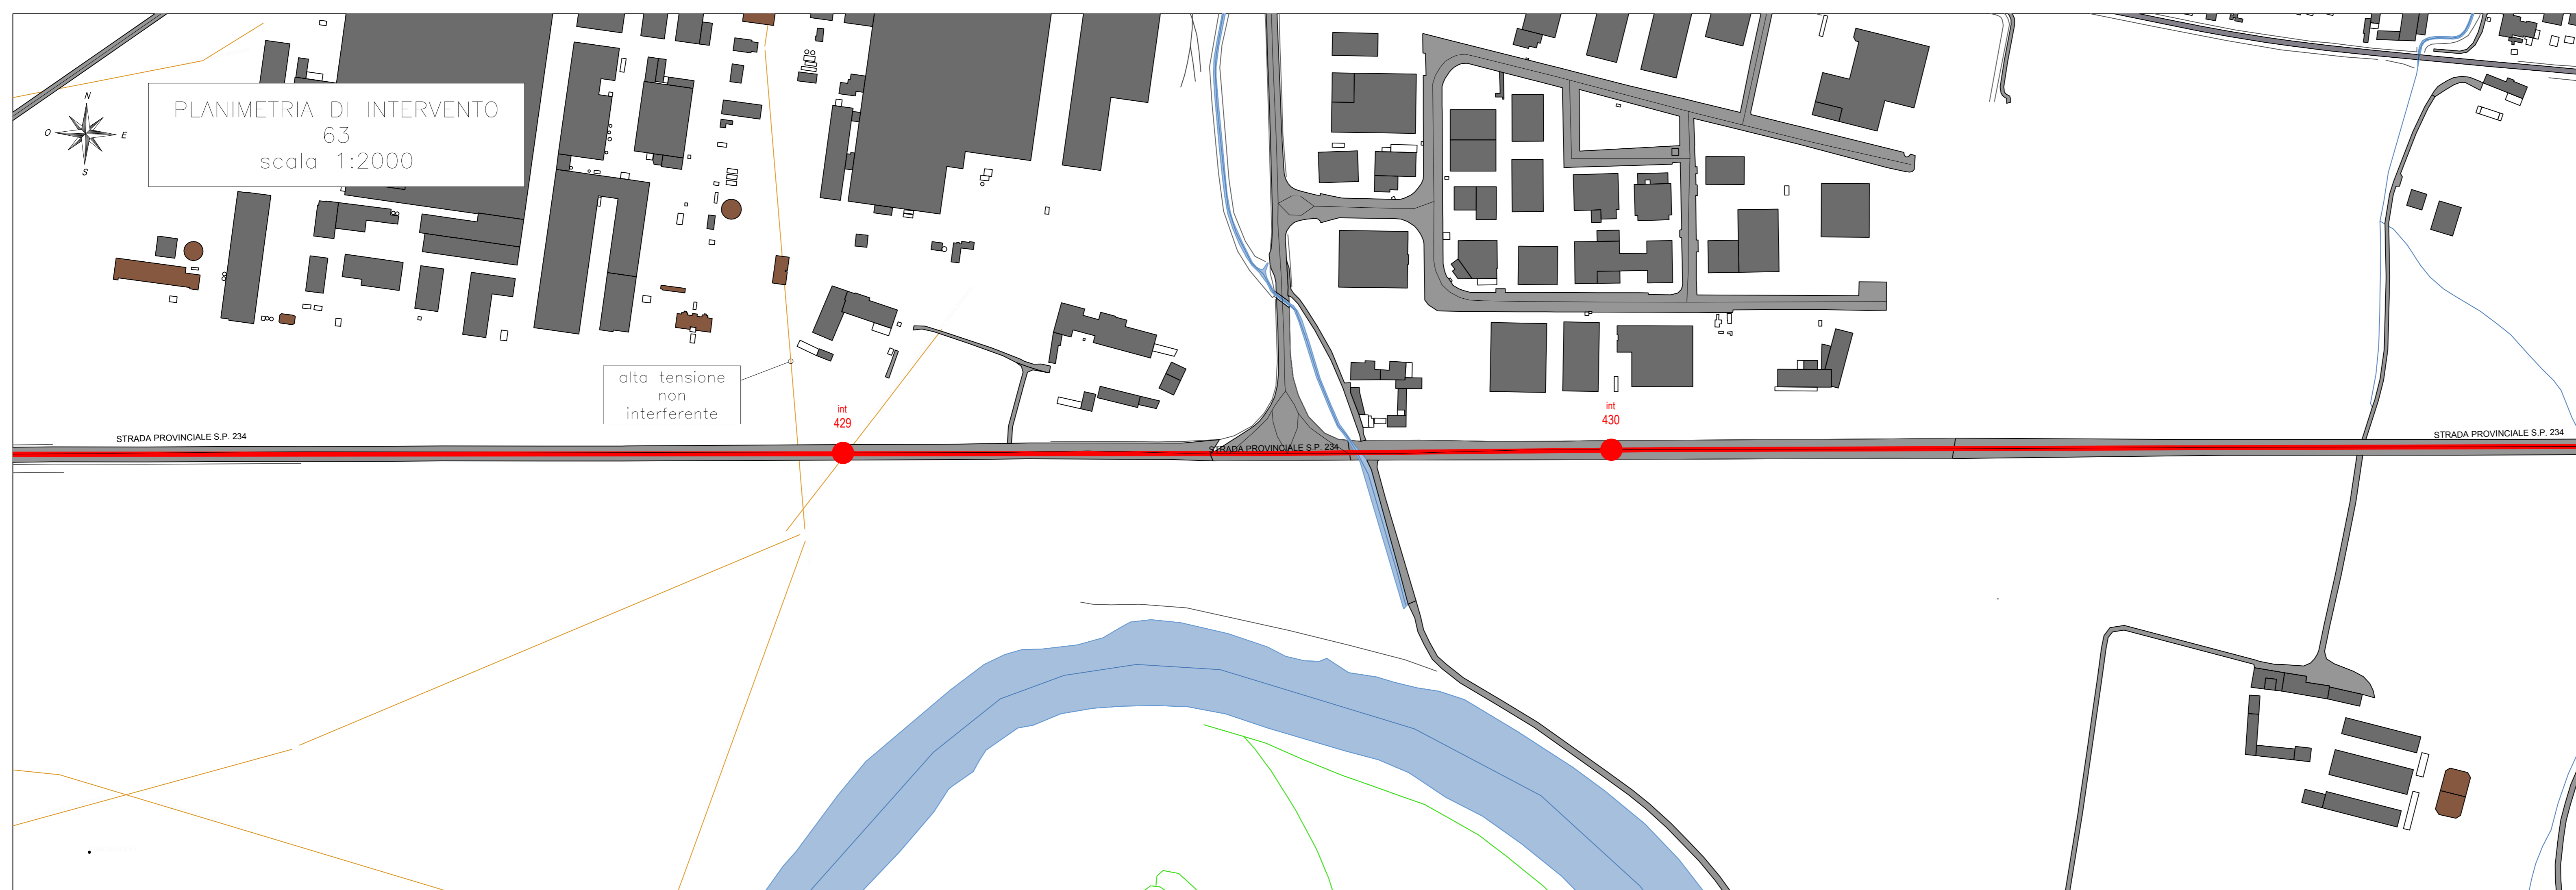 PLANIMETRIA DI INTERVENTO
63
scala 1:2000
N
O
E
S
alta tensione
non
interferente
int
429
int
430
STRADA PROVINCIALE S.P. 234
STRADA PROVINCIALE S.P. 234
STRADA PROVINCIALE S.P. 234